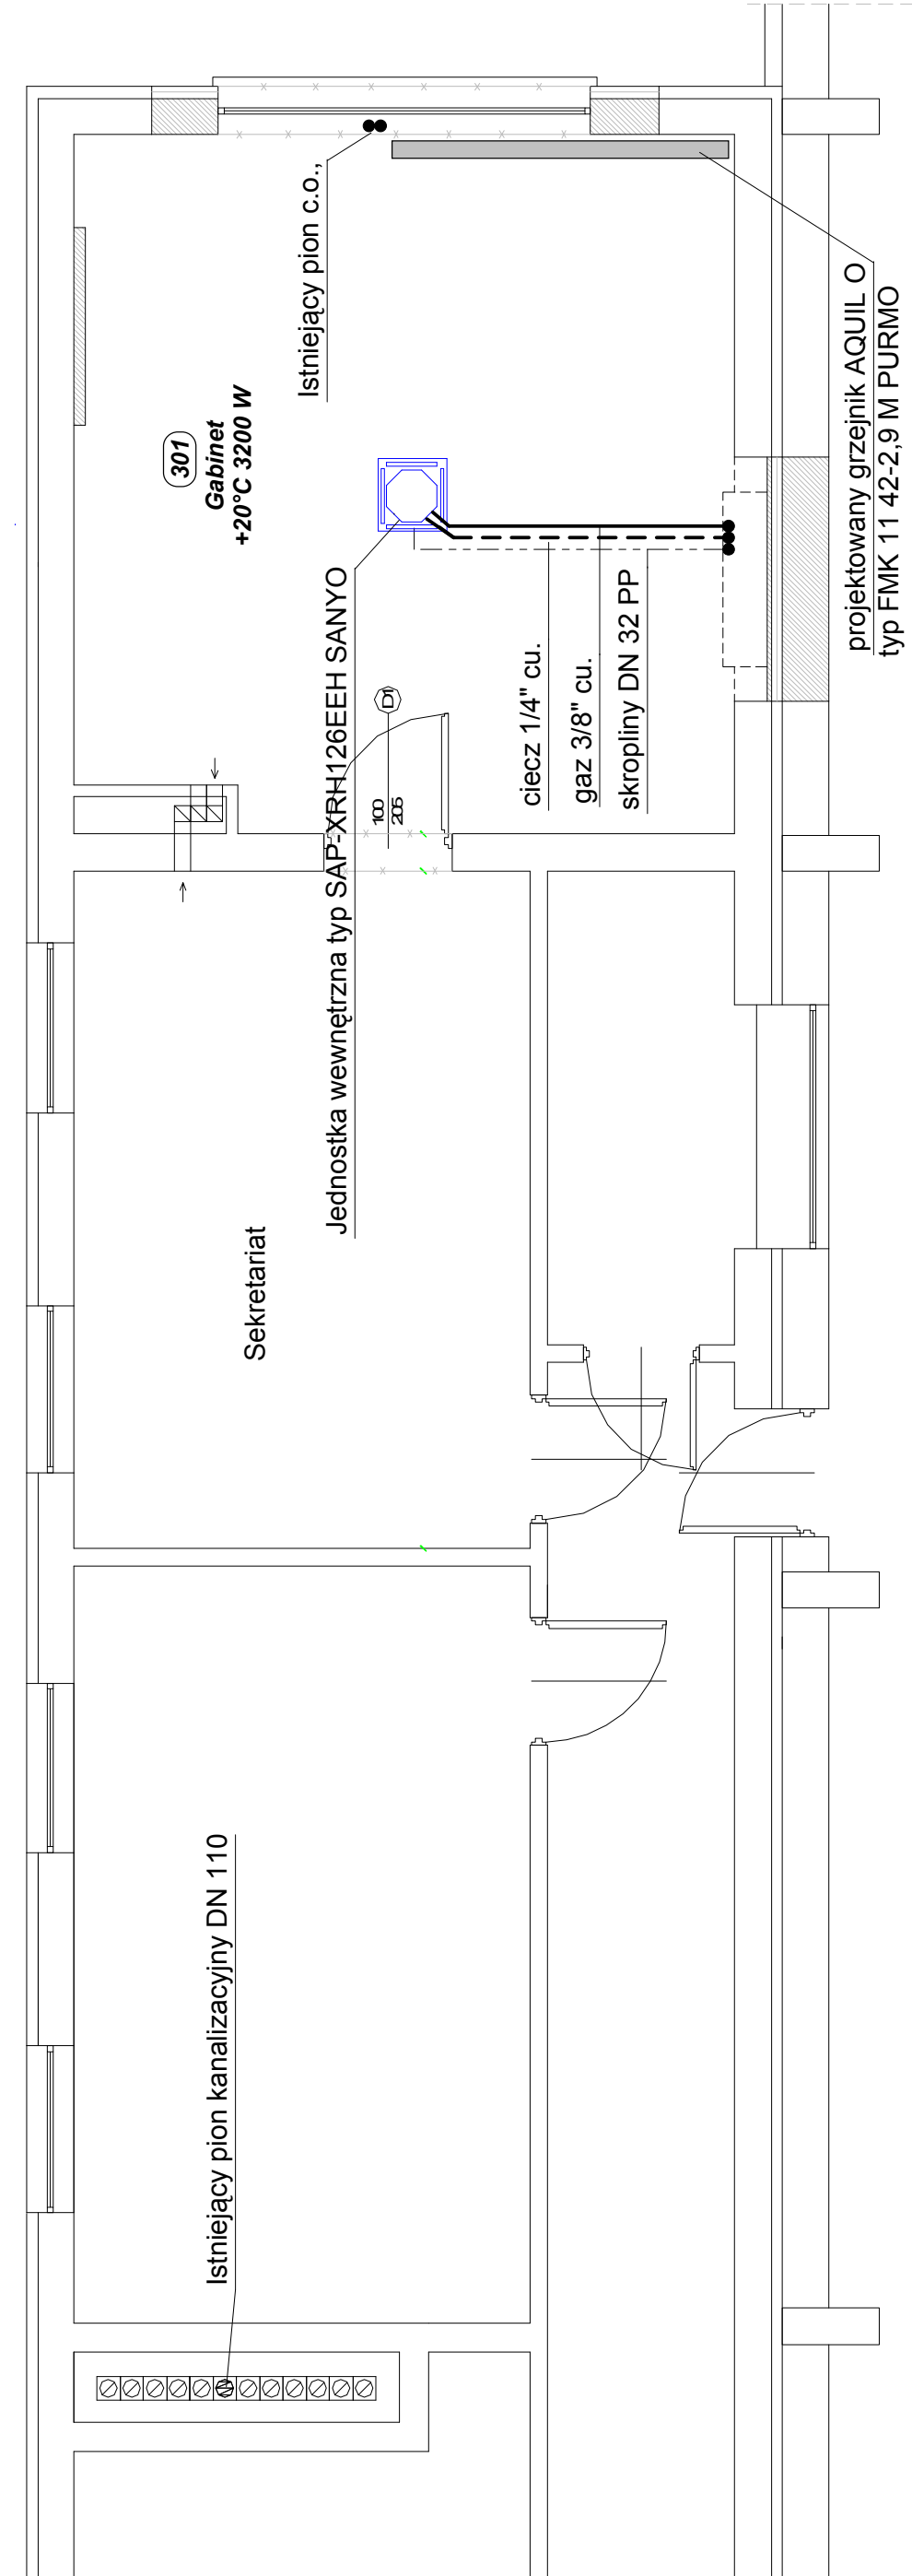 Istniejący pion c.o.,
projektowany grzejnik AQUIL O
typ FMK 11 42-2,9 M PURMO
301
Gabinet
+20°C 3200 W
Jednostka wewnętrzna typ SAP-XRH126EEH SANYO
D1
100
205
ciecz 1/4" cu.
gaz 3/8" cu.
skropliny DN 32 PP
Sekretariat
Istniejący pion kanalizacyjny DN 110